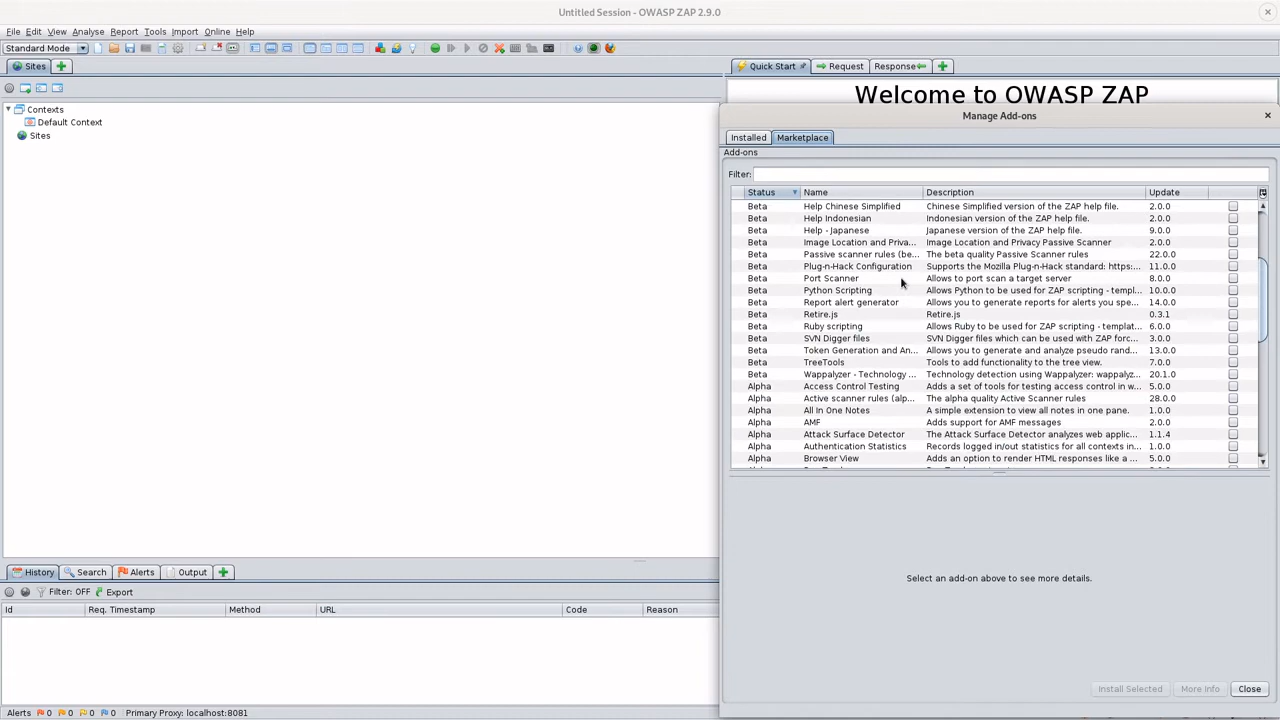 Untitled Session - OWASP ZAP 2.9.0
File Edit View Analyse Report Tools Import Online Help
Standard Mode
Sites
Quick Start Request Response
Contexts
Default Context
Sites
Welcome to OWASP ZAP
Manage Add-ons
Installed Marketplace
Add-ons
Filter:
Status Name Description Update
Beta Help Chinese Simplified Chinese Simplified version of the ZAP help file. 2.0.0
Beta Help Indonesian Indonesian version of the ZAP help file. 2.0.0
Beta Help - Japanese Japanese version of the ZAP help file. 9.0.0
Beta Image Location and Priva... Image Location and Privacy Passive Scanner 2.0.0
Beta Passive scanner rules (be... The beta quality Passive Scanner rules 22.0.0
Beta Plug-n-Hack Configuration Supports the Mozilla Plug-n-Hack standard: https:... 11.0.0
Beta Port Scanner Allows to port scan a target server 8.0.0
Beta Python Scripting Allows Python to be used for ZAP scripting - templ... 10.0.0
Beta Report alert generator Allows you to generate reports for alerts you spe... 14.0.0
Beta Retire.js Retire.js 0.3.1
Beta Ruby scripting Allows Ruby to be used for ZAP scripting - templat... 6.0.0
Beta SVN Digger files SVN Digger files which can be used with ZAP forc... 3.0.0
Beta Token Generation and An... Allows you to generate and analyze pseudo rand... 13.0.0
Beta TreeTools Tools to add functionality to the tree view. 7.0.0
Beta Wappalyzer - Technology ... Technology detection using Wappalyzer: wappalyz... 20.1.0
Alpha Access Control Testing Adds a set of tools for testing access control in w... 5.0.0
Alpha Active scanner rules (alp... The alpha quality Active Scanner rules 28.0.0
Alpha All In One Notes A simple extension to view all notes in one pane. 1.0.0
Alpha AMF Adds support for AMF messages 2.0.0
Alpha Attack Surface Detector The Attack Surface Detector analyzes web applic... 1.1.4
Alpha Authentication Statistics Records logged in/out statistics for all contexts in... 1.0.0
Alpha Browser View Adds an option to render HTML responses like a ... 5.0.0
Select an add-on above to see more details.
History Search Alerts Output
Filter: OFF Export
Id Req. Timestamp Method URL Code Reason
Install Selected More Info Close
Alerts 0 0 0 0 Primary Proxy: localhost:8081